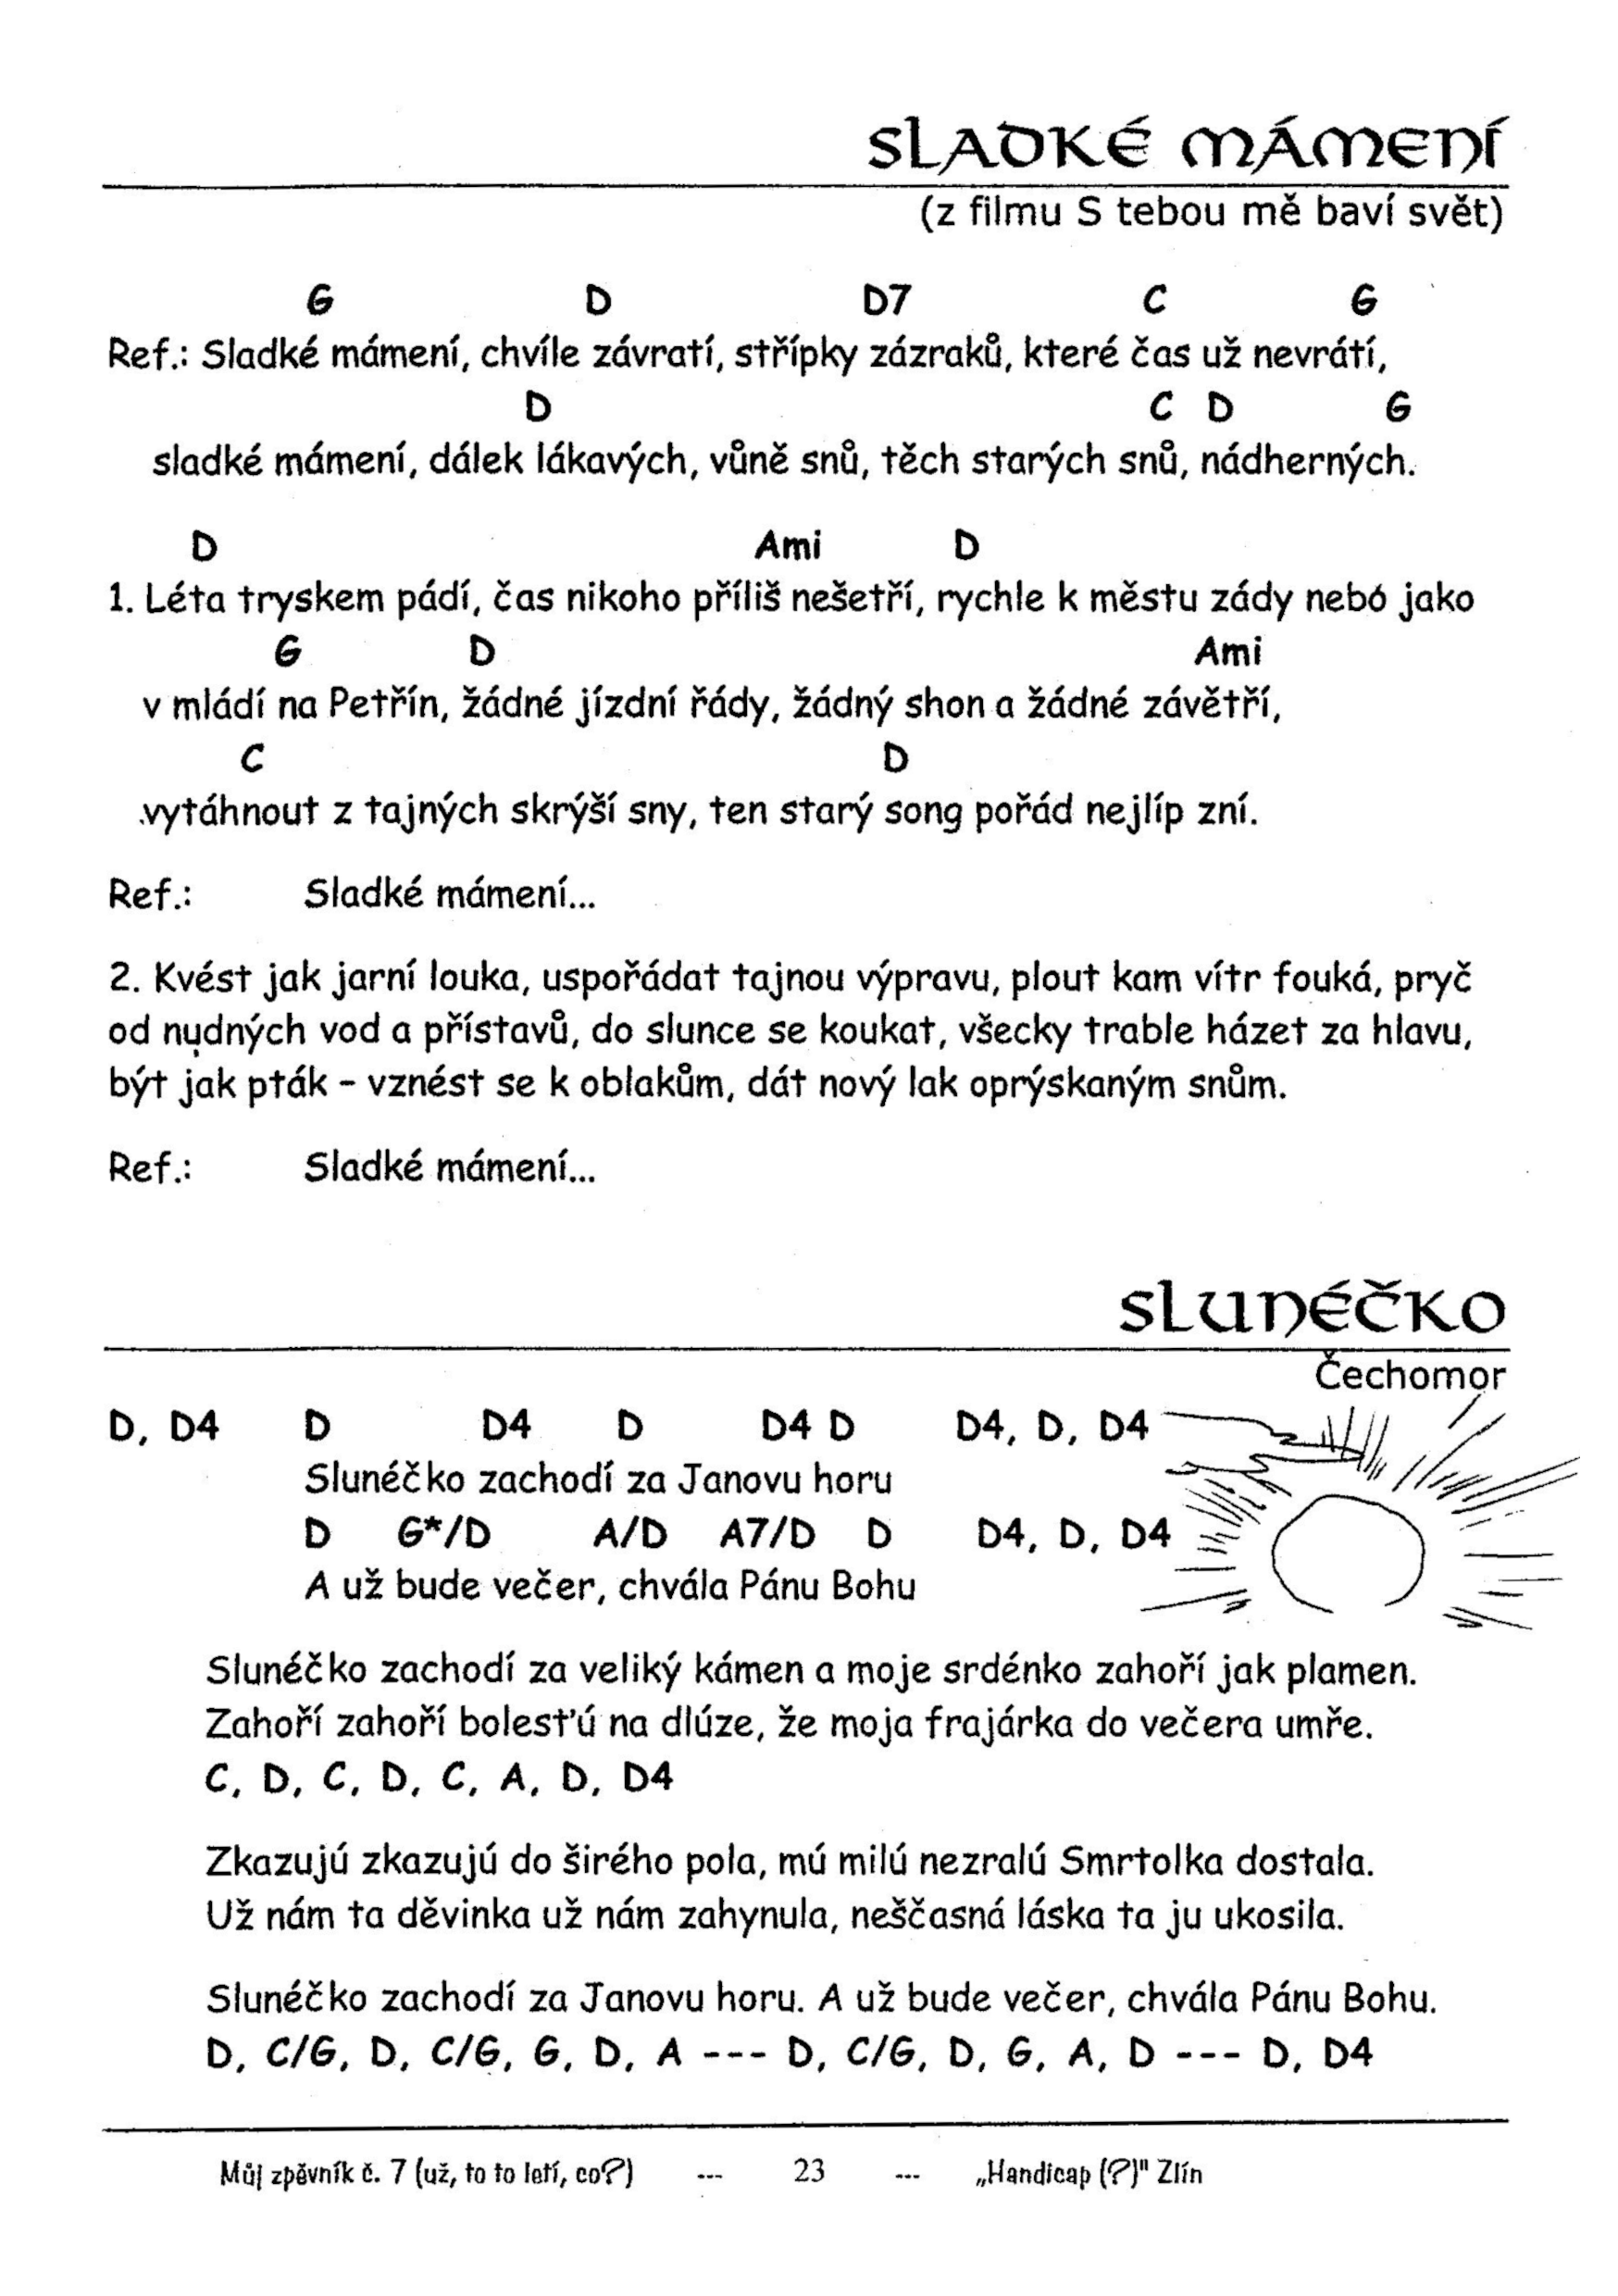 SLADKÉ MÁMENÍ
(z filmu S tebou mě baví svět)
G D D7 C G
Ref.: Sladké mámení, chvíle závratí, střípky zázraků, které čas už nevrátí,
D C D G
sladké mámení, dálek lákavých, vůně snů, těch starých snů, nádherných.
D Ami D
1. Léta tryskem pádí, čas nikoho příliš nešetří, rychle k městu zády nebo jako
G D Ami
v mládí na Petřín, žádné jízdní řády, žádný shon a žádné závětří,
C D
vytáhnout z tajných skrýší sny, ten starý song pořád nejlíp zní.
Ref.: Sladké mámení...
2. Kvést jak jarní louka, uspořádat tajnou výpravu, plout kam vítr fouká, pryč
od nudných vod a přístavů, do slunce se koukat, všecky trable házet za hlavu,
být jak pták - vznést se k oblakům, dát nový lak oprýskaným snům.
Ref.: Sladké mámení...
SLUNÉČKO
Čechomor
D, D4 D D4 D D4 D D4, D, D4
Slunéčko zachodí za Janovu horu
D G*/D A/D A7/D D D4, D, D4
A už bude večer, chvála Pánu Bohu
Slunéčko zachodí za veliký kámen a moje srdénko zahoří jak plamen.
Zahoří zahoří bolesťú na dlúze, že moja frajárka do večera umře.
C, D, C, D, C, A, D, D4
Zkazujú zkazujú do širého pola, mú milú nezralú Smrtolka dostala.
Už nám ta děvinka už nám zahynula, neščasná láska ta ju ukosila.
Slunéčko zachodí za Janovu horu. A už bude večer, chvála Pánu Bohu.
D, C/G, D, C/G, G, D, A --- D, C/G, D, G, A, D --- D, D4
Můj zpěvník č. 7 (už, to to letí, co?) --- 23 --- „Handicap (?)" Zlín